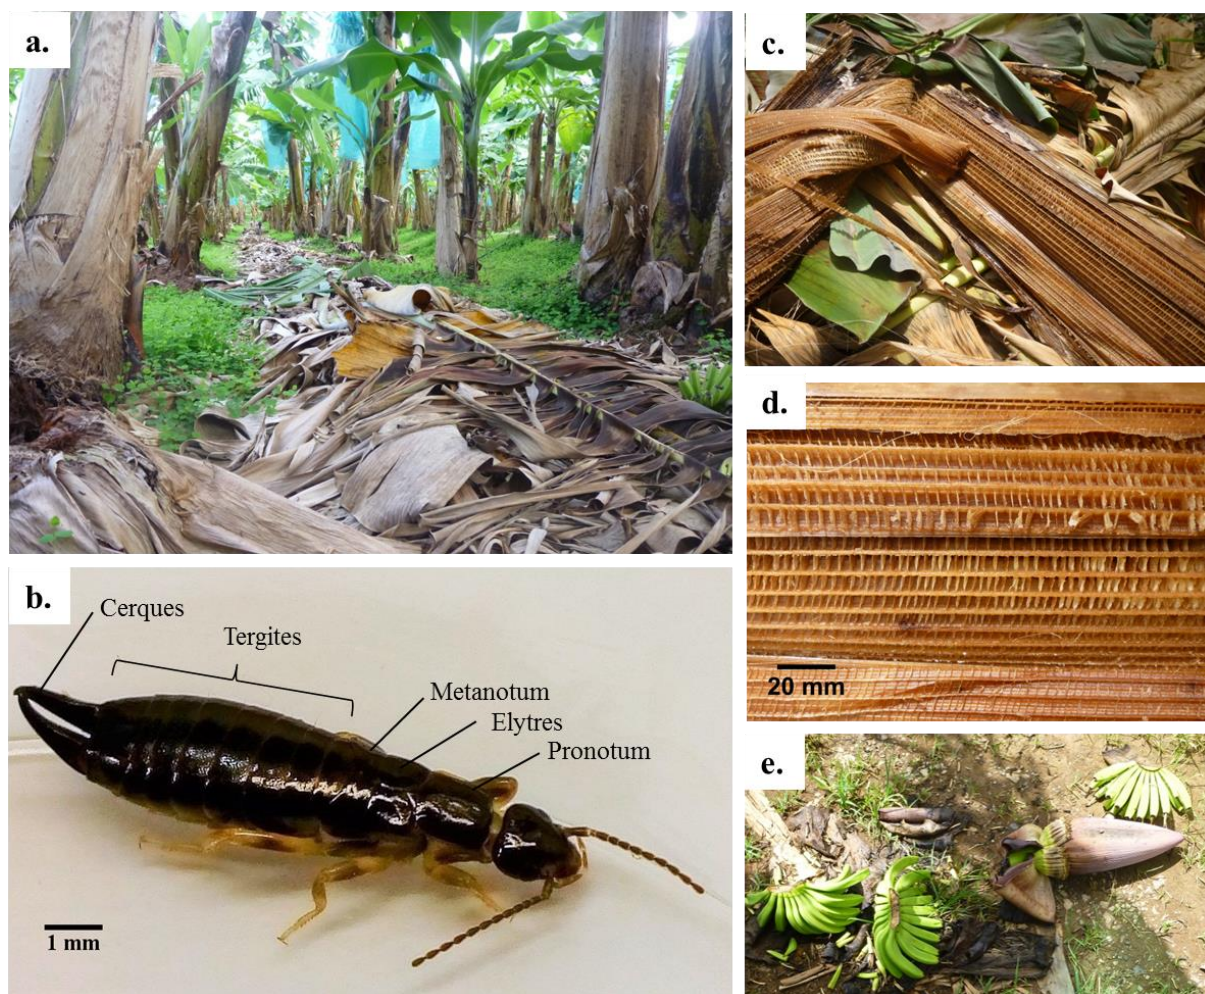 a.
b.
Cerques
Tergites
Metanotum
Elytres
Pronotum
1 mm
c.
d.
20 mm
e.